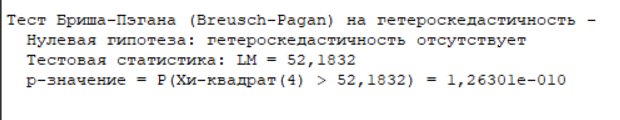 Тест Бриша-Пэгана (Breusch-Pagan) на гетероскедастичность -
Нулевая гипотеза: гетероскедастичность отсутствует
Тестовая статистика: LM = 52,1832
р-значение = P(Хи-квадрат(4) > 52,1832) = 1,26301e-010